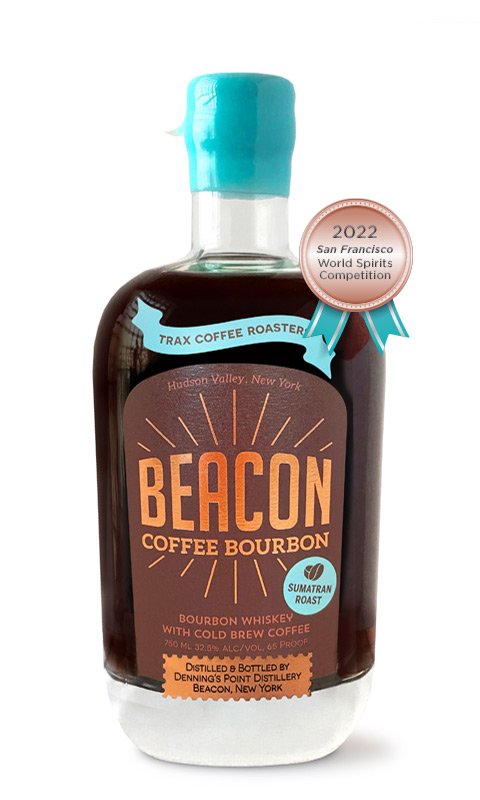 2022
San Francisco
World Spirits
Competition
TRAX COFFEE ROASTERS
Hudson Valley, New York
BEACON
COFFEE BOURBON
SUMATRAN
ROAST
BOURBON WHISKEY
WITH COLD BREW COFFEE
750 ML 32.5% ALC/VOL, 65 PROOF
DISTILLED & BOTTLED BY
DENNING'S POINT DISTILLERY
BEACON, NEW YORK